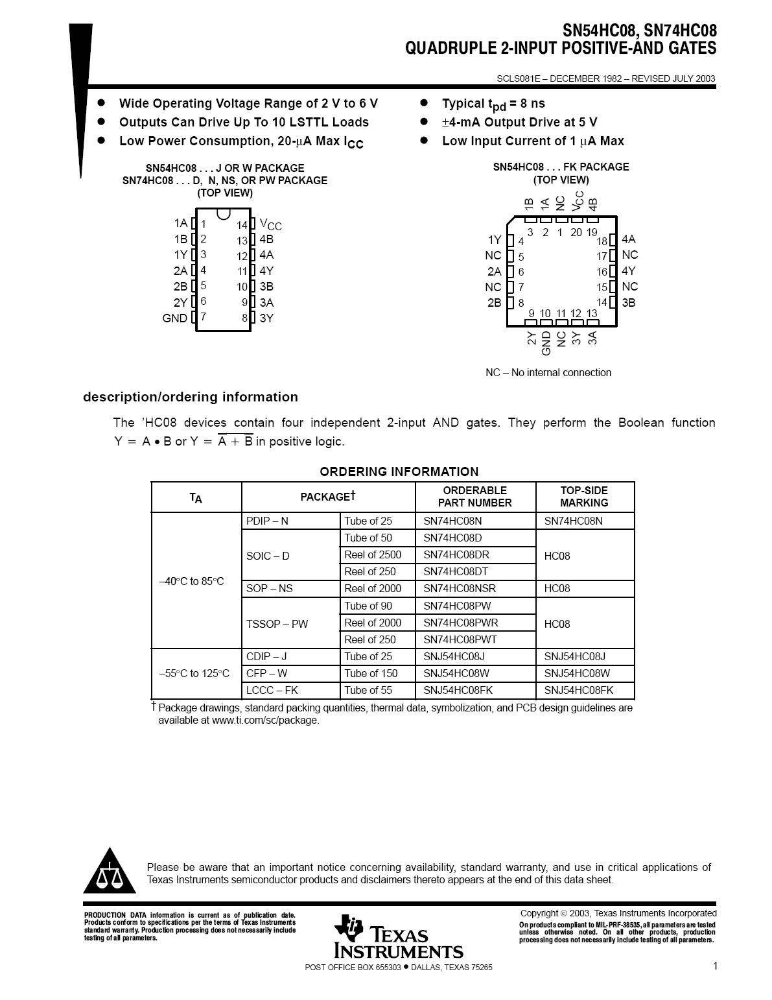 SN54HC08, SN74HC08
QUADRUPLE 2-INPUT POSITIVE-AND GATES
SCLS081E – DECEMBER 1982 – REVISED JULY 2003
● Wide Operating Voltage Range of 2 V to 6 V
● Outputs Can Drive Up To 10 LSTTL Loads
● Low Power Consumption, 20-μA Max ICC
● Typical tpd = 8 ns
● ±4-mA Output Drive at 5 V
● Low Input Current of 1 μA Max
SN54HC08 . . . J OR W PACKAGE
SN74HC08 . . . D, N, NS, OR PW PACKAGE
(TOP VIEW)
1A 1 14 VCC
1B 2 13 4B
1Y 3 12 4A
2A 4 11 4Y
2B 5 10 3B
2Y 6 9 3A
GND 7 8 3Y
SN54HC08 . . . FK PACKAGE
(TOP VIEW)
1B 1A NC VCC 4B
3 2 1 20 19
1Y 4 18 4A
NC 5 17 NC
2A 6 16 4Y
NC 7 15 NC
2B 8 14 3B
9 10 11 12 13
2Y GND NC 3Y 3A
NC – No internal connection
description/ordering information
The ’HC08 devices contain four independent 2-input AND gates. They perform the Boolean function
Y = A • B or Y = A̅ + B̅ in positive logic.
ORDERING INFORMATION
TA PACKAGE† ORDERABLE PART NUMBER TOP-SIDE MARKING
–40°C to 85°C
PDIP – N Tube of 25 SN74HC08N SN74HC08N
SOIC – D Tube of 50 SN74HC08D HC08
Reel of 2500 SN74HC08DR
Reel of 250 SN74HC08DT
SOP – NS Reel of 2000 SN74HC08NSR HC08
TSSOP – PW Tube of 90 SN74HC08PW HC08
Reel of 2000 SN74HC08PWR
Reel of 250 SN74HC08PWT
–55°C to 125°C
CDIP – J Tube of 25 SNJ54HC08J SNJ54HC08J
CFP – W Tube of 150 SNJ54HC08W SNJ54HC08W
LCCC – FK Tube of 55 SNJ54HC08FK SNJ54HC08FK
† Package drawings, standard packing quantities, thermal data, symbolization, and PCB design guidelines are
available at www.ti.com/sc/package.
Please be aware that an important notice concerning availability, standard warranty, and use in critical applications of
Texas Instruments semiconductor products and disclaimers thereto appears at the end of this data sheet.
PRODUCTION DATA information is current as of publication date.
Products conform to specifications per the terms of Texas Instruments
standard warranty. Production processing does not necessarily include
testing of all parameters.
TEXAS
INSTRUMENTS
POST OFFICE BOX 655303 ● DALLAS, TEXAS 75265
Copyright © 2003, Texas Instruments Incorporated
On products compliant to MIL-PRF-38535, all parameters are tested
unless otherwise noted. On all other products, production
processing does not necessarily include testing of all parameters.
1